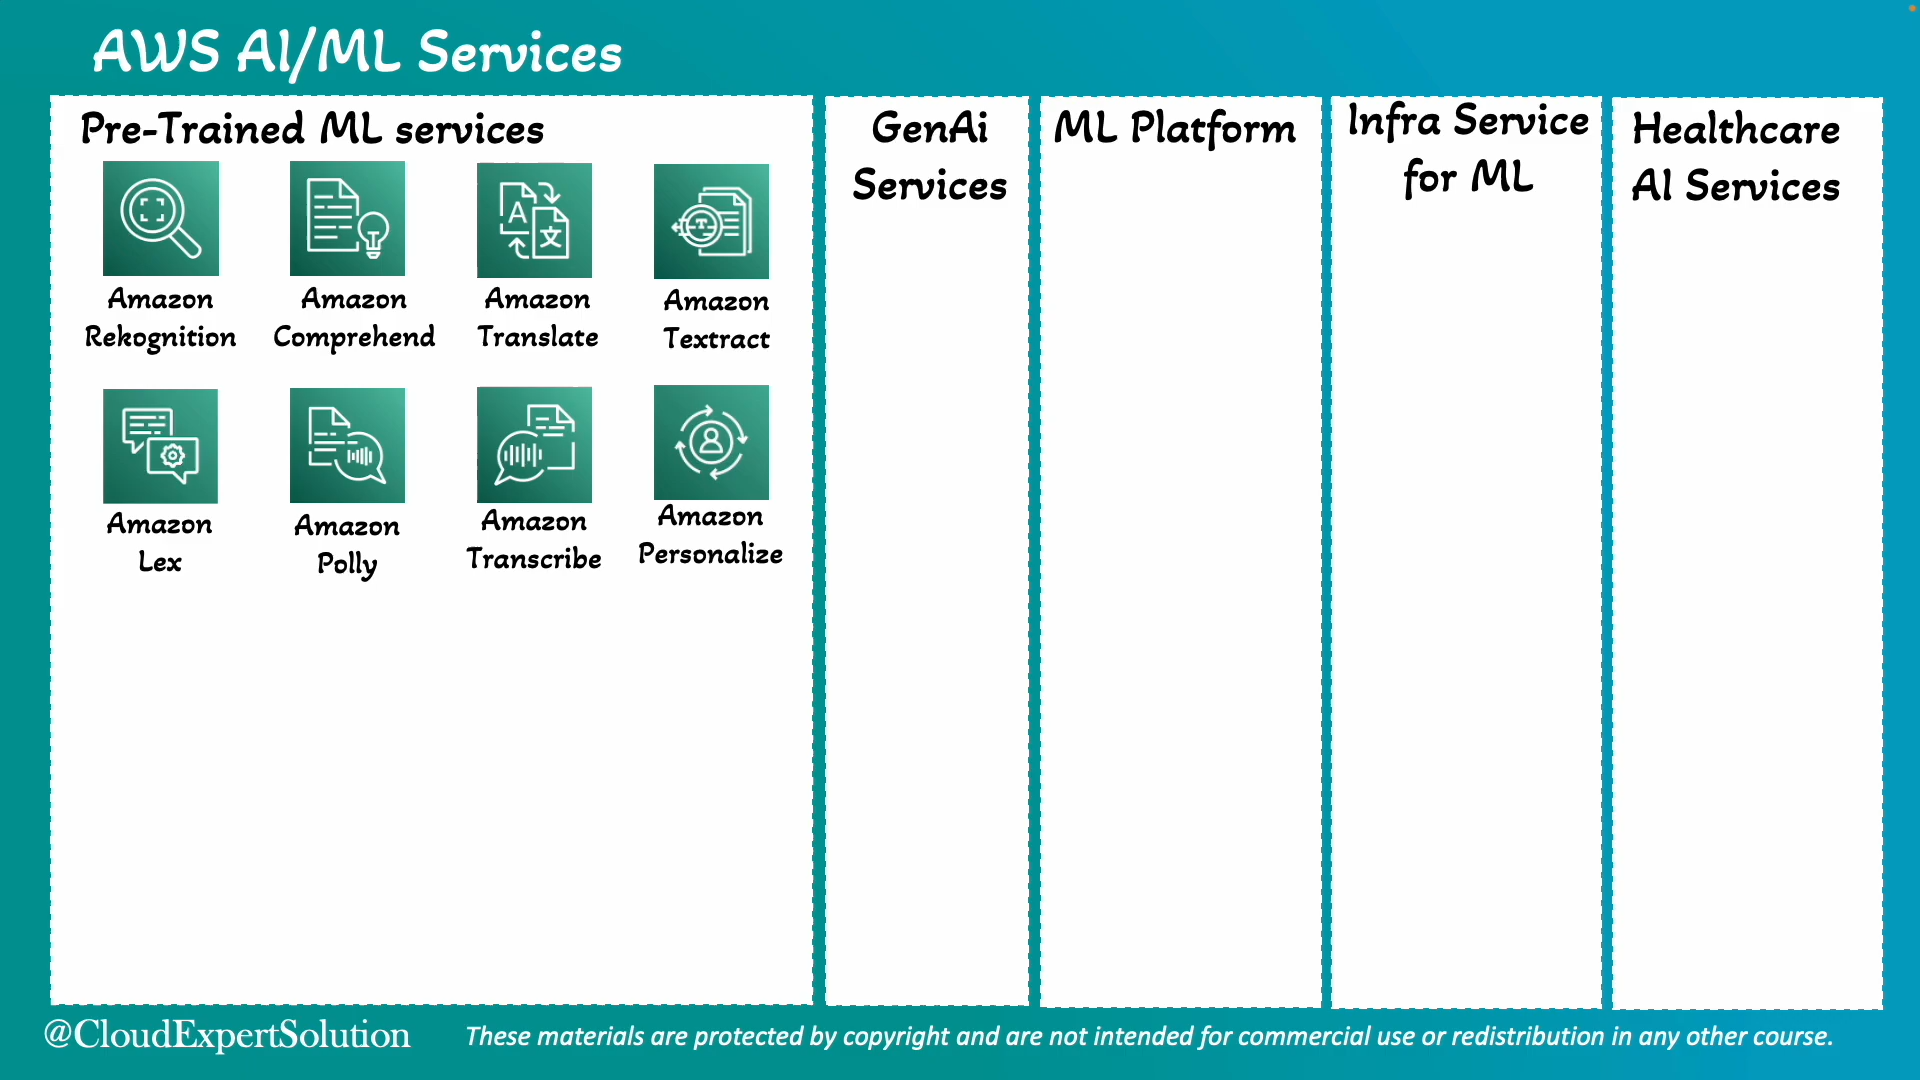 AWS AI/ML Services
Pre-Trained ML services
Amazon
Rekognition
Amazon
Comprehend
Amazon
Translate
Amazon
Textract
Amazon
Lex
Amazon
Polly
Amazon
Transcribe
Amazon
Personalize
GenAi
Services
ML Platform
Infra Service
for ML
Healthcare
AI Services
@CloudExpertSolution
These materials are protected by copyright and are not intended for commercial use or redistribution in any other course.